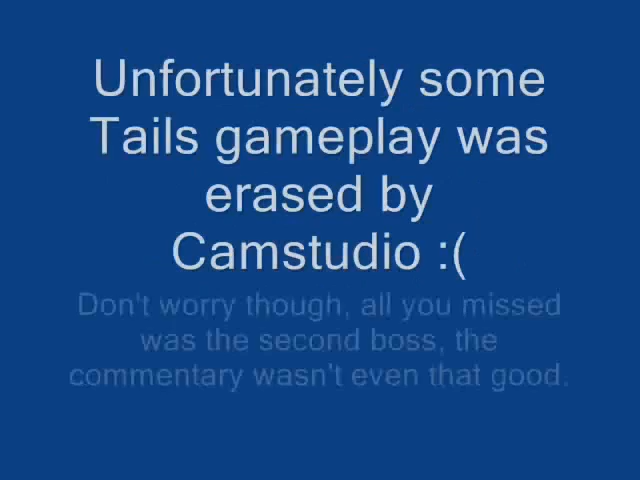 Unfortunately some
Tails gameplay was
erased by
Camstudio :(
Don't worry though, all you missed
was the second boss, the
commentary wasn't even that good.